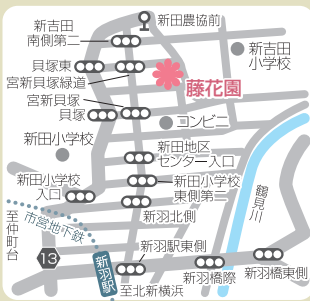 新田農協前
新吉田
南側第二
新吉田
小学校
貝塚東
宮新貝塚緑道
藤花園
宮新貝塚
貝塚
コンビニ
新田小学校
新田地区
センター入口
新田小学校
入口
新田小学校
東側第二
鶴見川
新羽北側
至仲町台
市営地下鉄
13
新羽駅
新羽駅東側
至北新横浜
新羽橋際
新羽橋東側